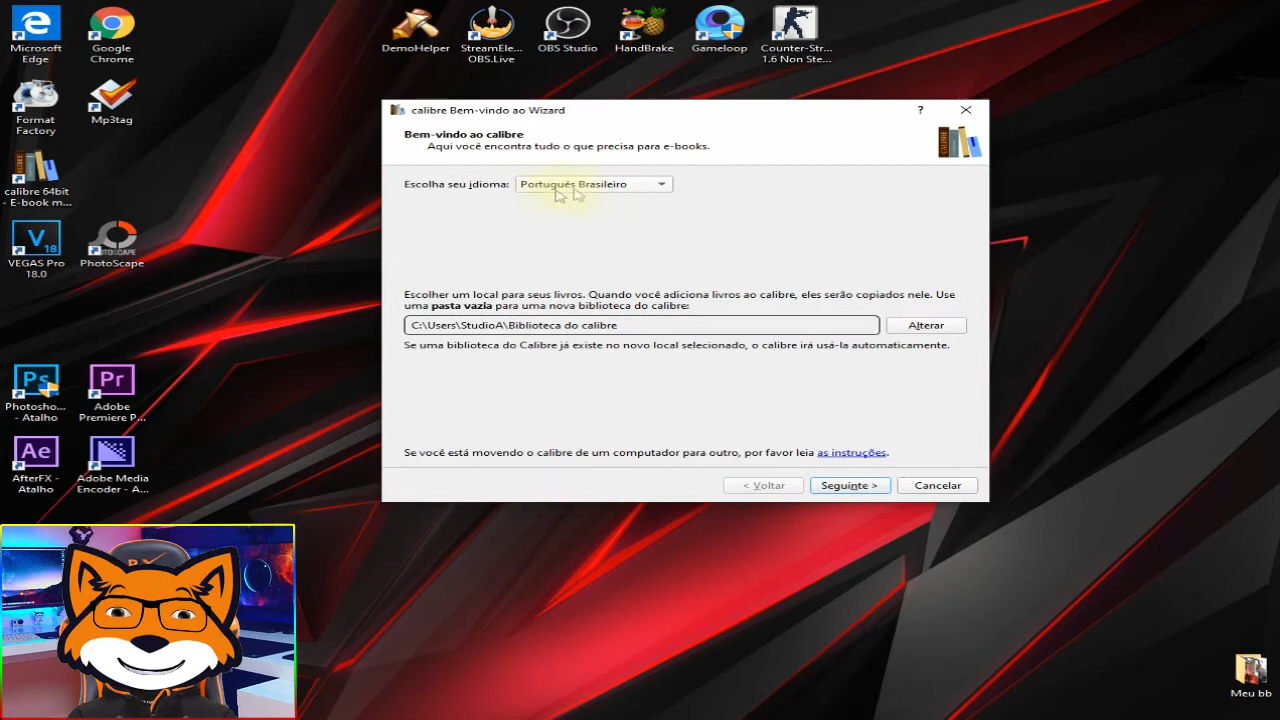 Microsoft
Edge
Google
Chrome
DemoHelper
StreamEle...
OBS.Live
OBS Studio
HandBrake
Gameloop
Counter-Str...
1.6 Non Ste...
Format
Factory
Mp3tag
calibre 64bit
- E-book m...
VEGAS Pro
18.0
PhotoScape
Photosho...
- Atalho
Adobe
Premiere P...
AfterFX -
Atalho
Adobe Media
Encoder - A...
calibre Bem-vindo ao Wizard
Bem-vindo ao calibre
Aqui você encontra tudo o que precisa para e-books.
Escolha seu idioma: Português Brasileiro
Escolher um local para seus livros. Quando você adiciona livros ao calibre, eles serão copiados nele. Use
uma pasta vazia para uma nova biblioteca do calibre:
C:\Users\StudioA\Biblioteca do calibre
Alterar
Se uma biblioteca do Calibre já existe no novo local selecionado, o calibre irá usá-la automaticamente.
Se você está movendo o calibre de um computador para outro, por favor leia as instruções.
< Voltar
Seguinte >
Cancelar
Meu bb